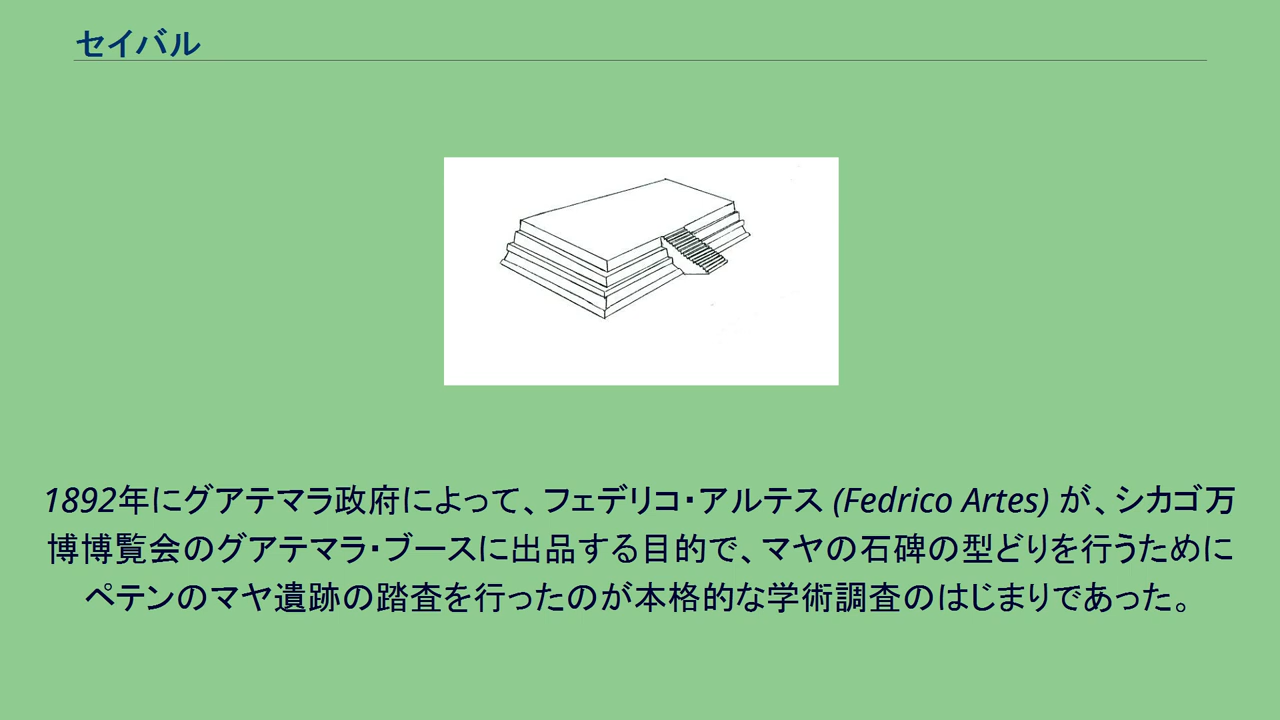 セイバル
1892年にグアテマラ政府によって、フェデリコ・アルテス (Fedrico Artes) が、シカゴ万
博博覧会のグアテマラ・ブースに出品する目的で、マヤの石碑の型どりを行うために
ペテンのマヤ遺跡の踏査を行ったのが本格的な学術調査のはじまりであった。